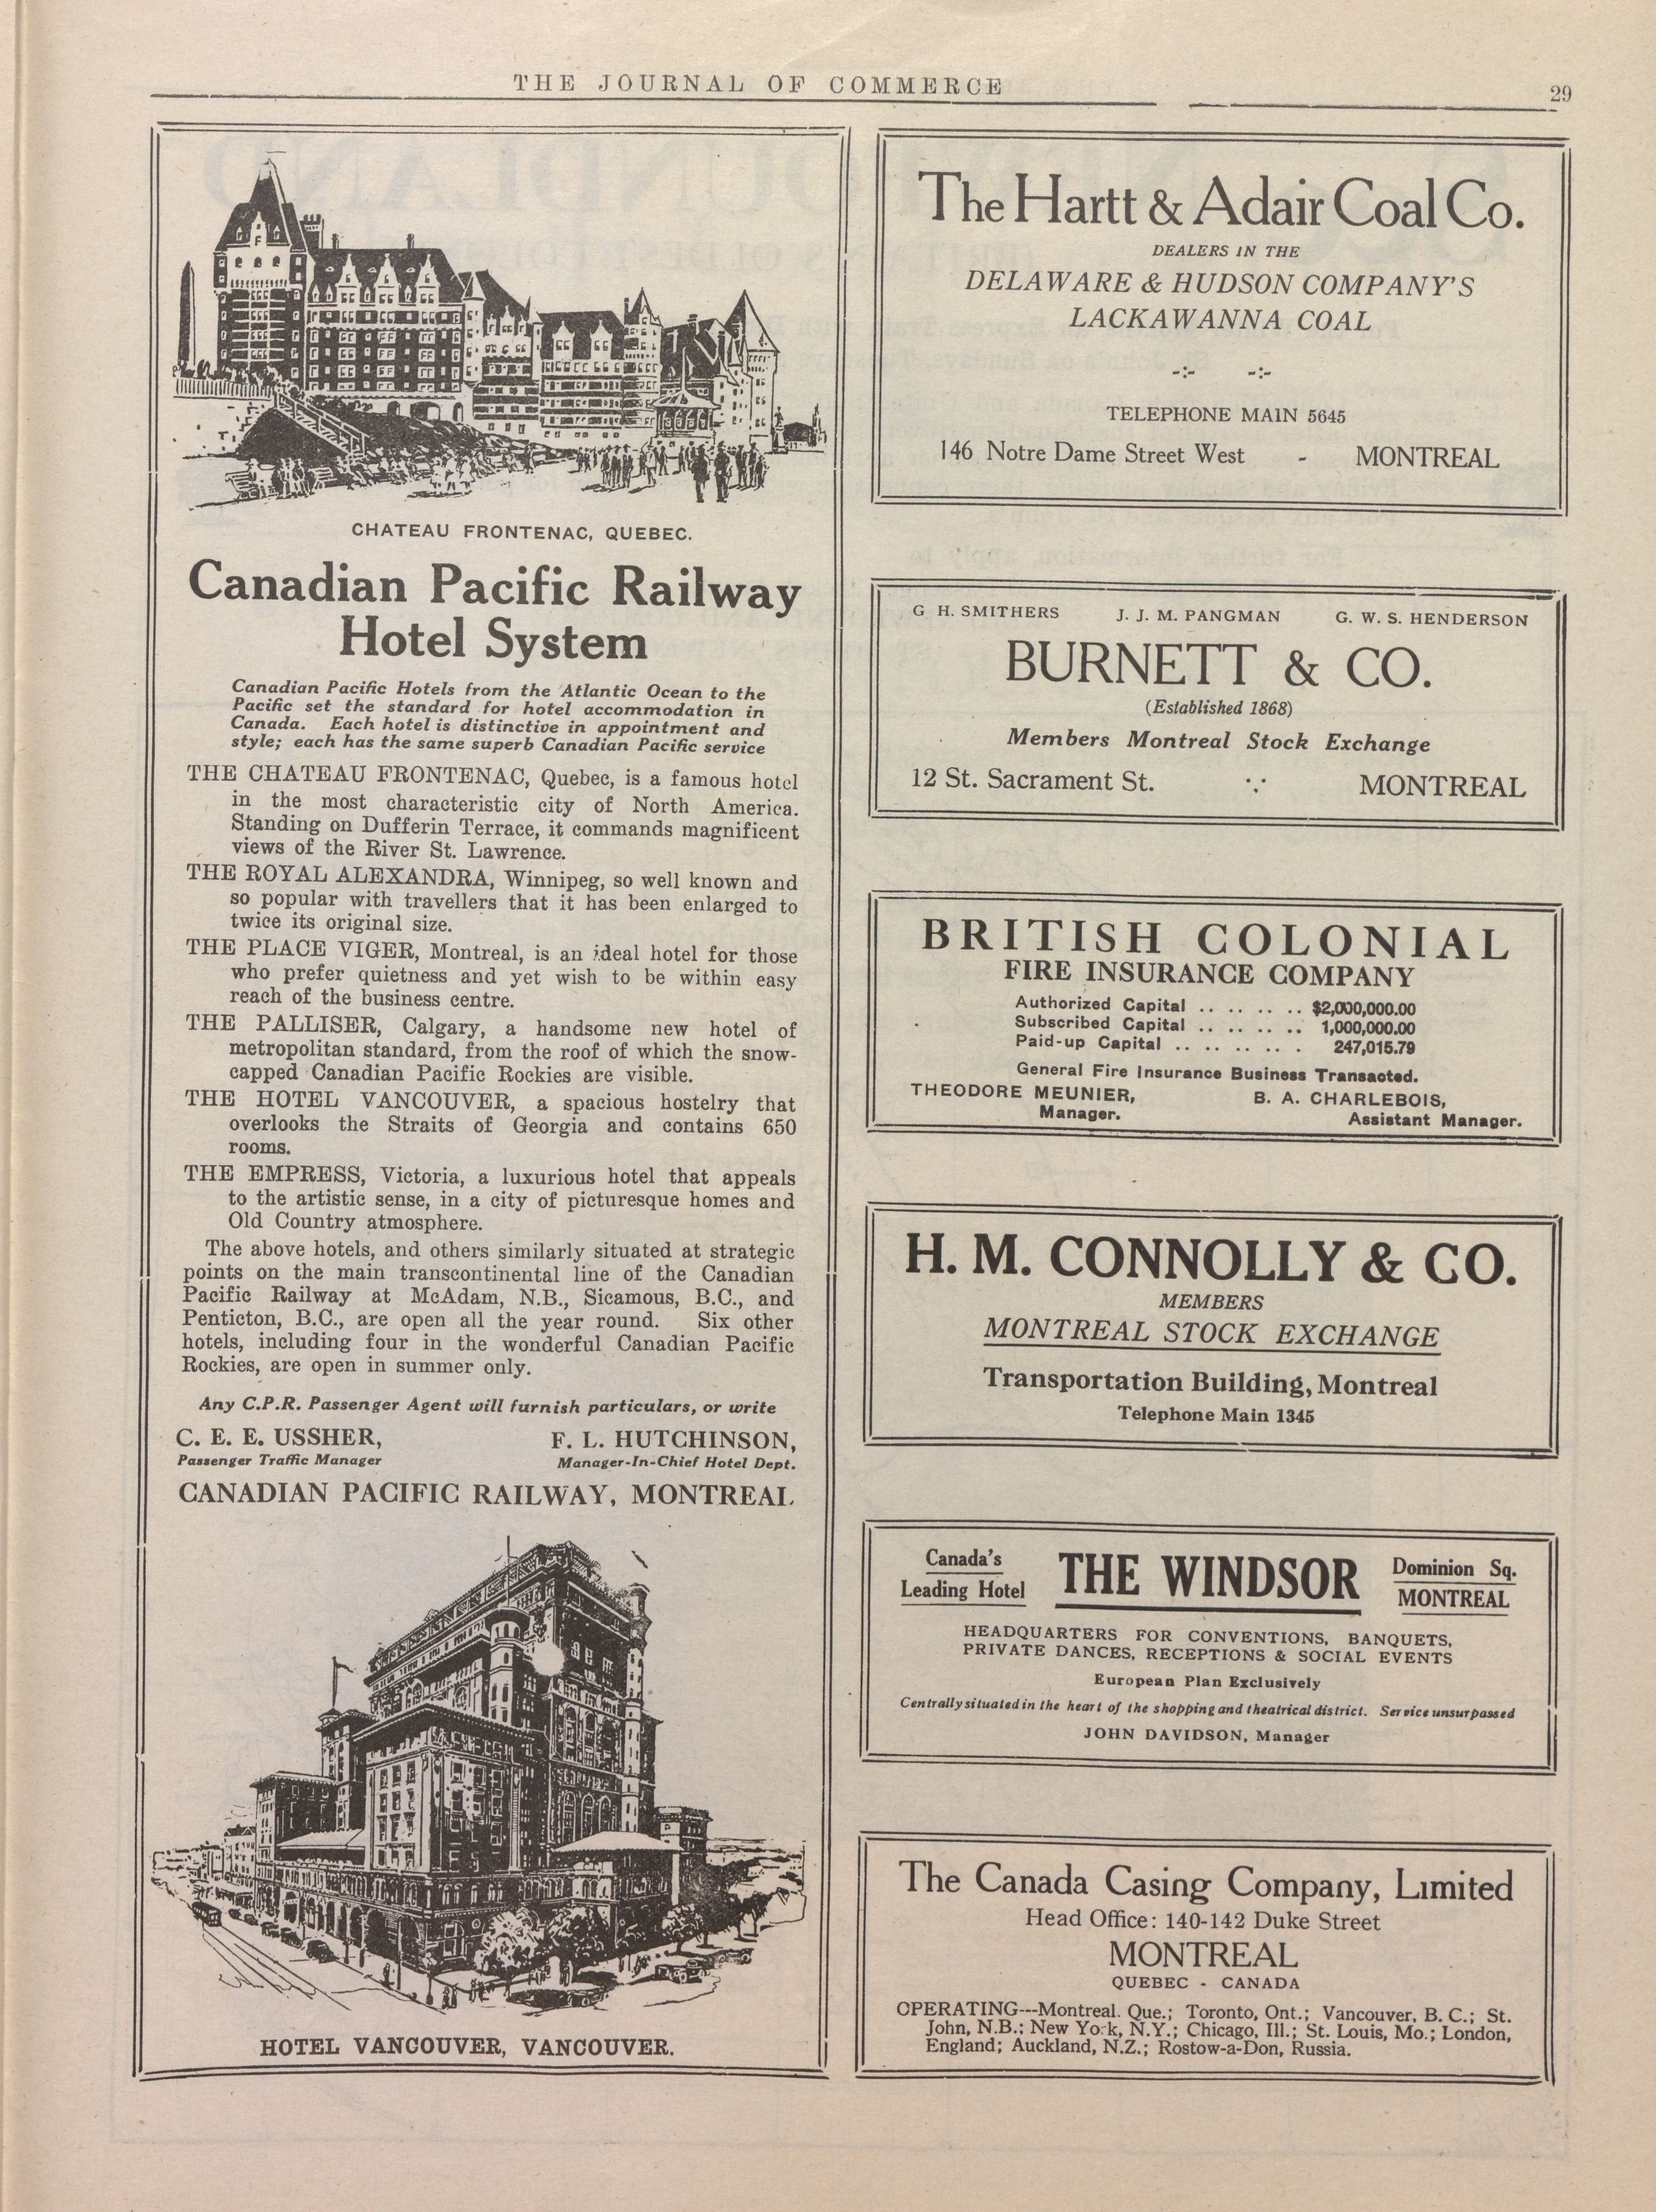 THE JOURNAL OF COMMERCE
29
CHATEAU FRONTENAC, QUEBEC.
Canadian Pacific Railway
Hotel System
Canadian Pacific Hotels from the Atlantic Ocean to the
Pacific set the standard for hotel accommodation in
Canada. Each hotel is distinctive in appointment and
style; each has the same superb Canadian Pacific service
THE CHATEAU FRONTENAC, Quebec, is a famous hotel
in the most characteristic city of North America.
Standing on Dufferin Terrace, it commands magnificent
views of the River St. Lawrence.
THE ROYAL ALEXANDRA, Winnipeg, so well known and
so popular with travellers that it has been enlarged to
twice its original size.
THE PLACE VIGER, Montreal, is an ideal hotel for those
who prefer quietness and yet wish to be within easy
reach of the business centre.
THE PALLISER, Calgary, a handsome new hotel of
metropolitan standard, from the roof of which the snow-
capped Canadian Pacific Rockies are visible.
THE HOTEL VANCOUVER, a spacious hostelry that
overlooks the Straits of Georgia and contains 650
rooms.
THE EMPRESS, Victoria, a luxurious hotel that appeals
to the artistic sense, in a city of picturesque homes and
Old Country atmosphere.
The above hotels, and others similarly situated at strategic
points on the main transcontinental line of the Canadian
Pacific Railway at McAdam, N.B., Sicamous, B.C., and
Penticton, B.C., are open all the year round. Six other
hotels, including four in the wonderful Canadian Pacific
Rockies, are open in summer only.
Any C.P.R. Passenger Agent will furnish particulars, or write
C. E. E. USSHER, F. L. HUTCHINSON,
Passenger Traffic Manager Manager-In-Chief Hotel Dept.
CANADIAN PACIFIC RAILWAY, MONTREAL
HOTEL VANCOUVER, VANCOUVER.
The Hartt & Adair Coal Co.
DEALERS IN THE
DELAWARE & HUDSON COMPANY'S
LACKAWANNA COAL
-:- -:-
TELEPHONE MAIN 5645
146 Notre Dame Street West - MONTREAL
G. H. SMITHERS J. J. M. PANGMAN G. W. S. HENDERSON
BURNETT & CO.
(Established 1868)
Members Montreal Stock Exchange
12 St. Sacrament St. MONTREAL
BRITISH COLONIAL
FIRE INSURANCE COMPANY
Authorized Capital .. .. .. .. $2,000,000.00
Subscribed Capital .. .. .. .. 1,000,000.00
Paid-up Capital .. .. .. .. . 247,015.79
General Fire Insurance Business Transacted.
THEODORE MEUNIER, B. A. CHARLEBOIS,
Manager. Assistant Manager.
H. M. CONNOLLY & CO.
MEMBERS
MONTREAL STOCK EXCHANGE
Transportation Building, Montreal
Telephone Main 1345
Canada's
Leading Hotel
THE WINDSOR
Dominion Sq.
MONTREAL
HEADQUARTERS FOR CONVENTIONS, BANQUETS,
PRIVATE DANCES, RECEPTIONS & SOCIAL EVENTS
European Plan Exclusively
Centrally situated in the heart of the shopping and theatrical district. Service unsurpassed
JOHN DAVIDSON, Manager
The Canada Casing Company, Limited
Head Office: 140-142 Duke Street
MONTREAL
QUEBEC - CANADA
OPERATING---Montreal. Que.; Toronto, Ont.; Vancouver, B. C.; St.
John, N.B.; New York, N.Y.; Chicago, Ill.; St. Louis, Mo.; London,
England; Auckland, N.Z.; Rostow-a-Don, Russia.